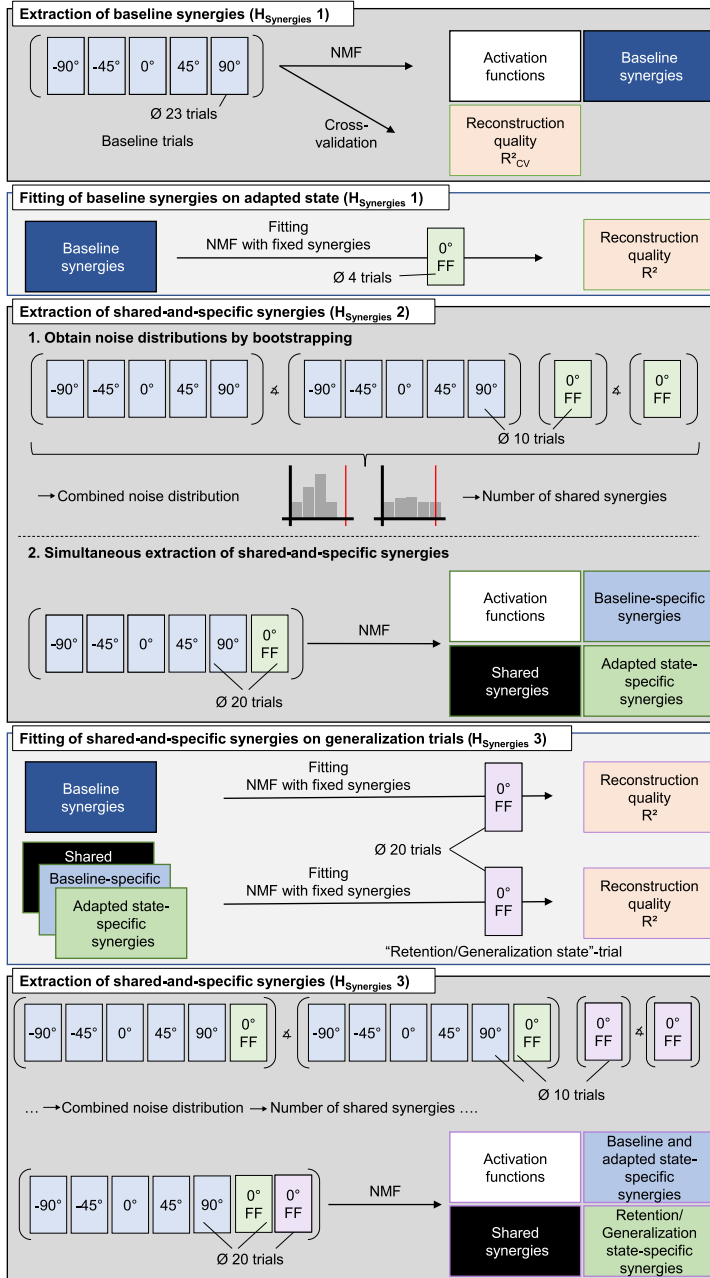 Extraction of baseline synergies (H_Synergies 1)
-90° -45° 0° 45° 90°
NMF
Activation
functions
Baseline
synergies
Ø 23 trials
Baseline trials
Cross-
validation
Reconstruction
quality
R²_CV
Fitting of baseline synergies on adapted state (H_Synergies 1)
Baseline
synergies
Fitting
NMF with fixed synergies
Ø 4 trials
0°
FF
Reconstruction
quality
R²
Extraction of shared-and-specific synergies (H_Synergies 2)
1. Obtain noise distributions by bootstrapping
-90° -45° 0° 45° 90° ∡ -90° -45° 0° 45° 90° 0° ∡ 0°
FF FF
Ø 10 trials
→ Combined noise distribution
→ Number of shared synergies
2. Simultaneous extraction of shared-and-specific synergies
-90° -45° 0° 45° 90° 0°
FF
Ø 20 trials
NMF
Activation
functions
Baseline-specific
synergies
Shared
synergies
Adapted state-
specific
synergies
Fitting of shared-and-specific synergies on generalization trials (H_Synergies 3)
Baseline
synergies
Fitting
NMF with fixed synergies
0°
FF
Reconstruction
quality
R²
Ø 20 trials
Shared
Baseline-specific
Adapted state-
specific
synergies
Fitting
NMF with fixed synergies
0°
FF
Reconstruction
quality
R²
“Retention/Generalization state”-trial
Extraction of shared-and-specific synergies (H_Synergies 3)
-90° -45° 0° 45° 90° 0° ∡ -90° -45° 0° 45° 90° 0° 0° ∡ 0°
FF FF FF FF
Ø 10 trials
... → Combined noise distribution → Number of shared synergies ....
-90° -45° 0° 45° 90° 0° 0°
FF FF
Ø 20 trials
NMF
Activation
functions
Baseline and
adapted state-
specific
synergies
Shared
synergies
Retention/
Generalization
state-specific
synergies